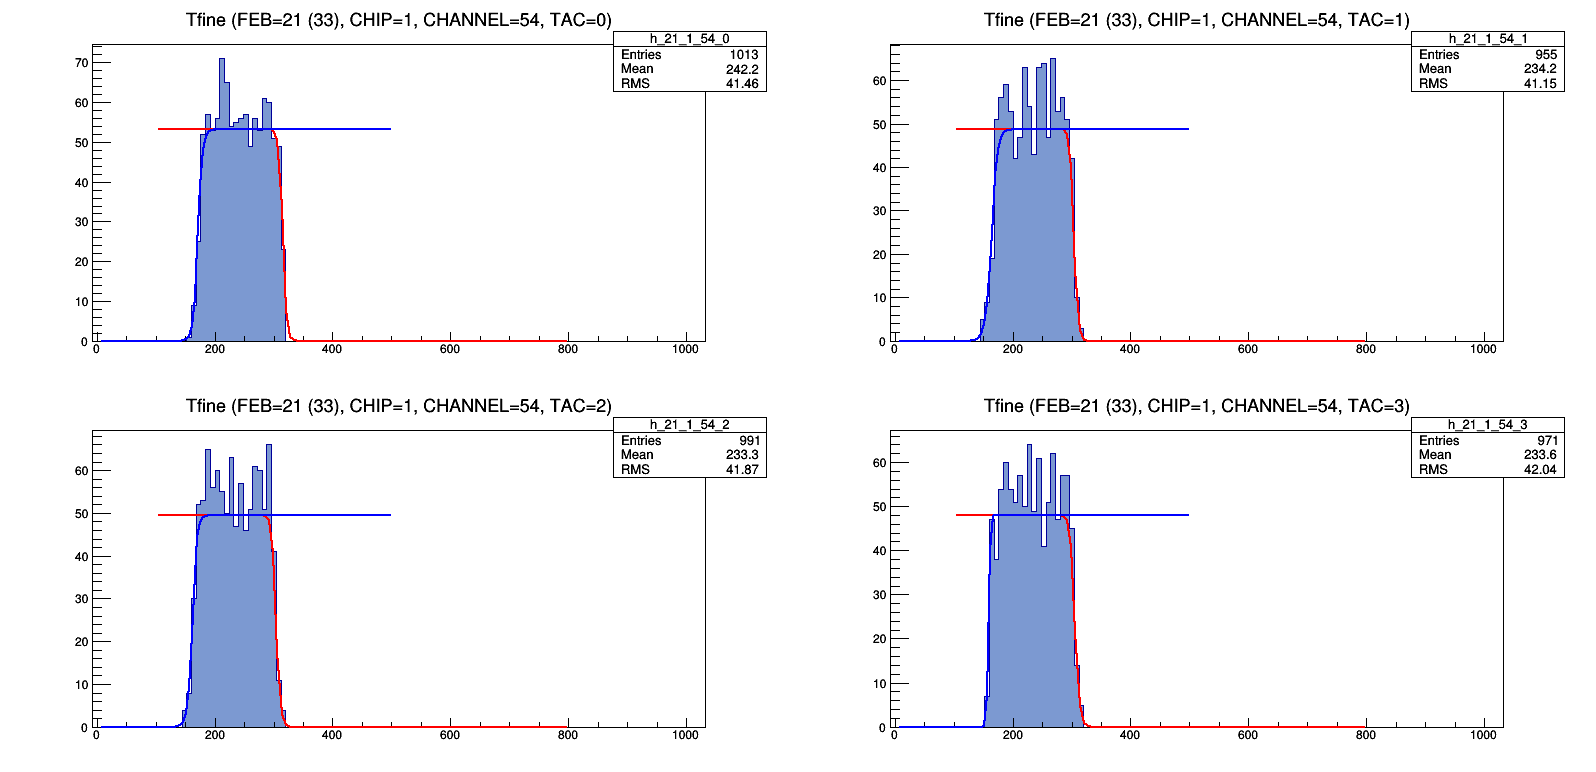 Tfine (FEB=21 (33), CHIP=1, CHANNEL=54, TAC=0)
h_21_1_54_0
Entries 1013
Mean 242.2
RMS 41.46
70
60
50
40
30
20
10
0
0 200 400 600 800 1000
Tfine (FEB=21 (33), CHIP=1, CHANNEL=54, TAC=1)
h_21_1_54_1
Entries 955
Mean 234.2
RMS 41.15
60
50
40
30
20
10
0
0 200 400 600 800 1000
Tfine (FEB=21 (33), CHIP=1, CHANNEL=54, TAC=2)
h_21_1_54_2
Entries 991
Mean 233.3
RMS 41.87
60
50
40
30
20
10
0
0 200 400 600 800 1000
Tfine (FEB=21 (33), CHIP=1, CHANNEL=54, TAC=3)
h_21_1_54_3
Entries 971
Mean 233.6
RMS 42.04
60
50
40
30
20
10
0
0 200 400 600 800 1000